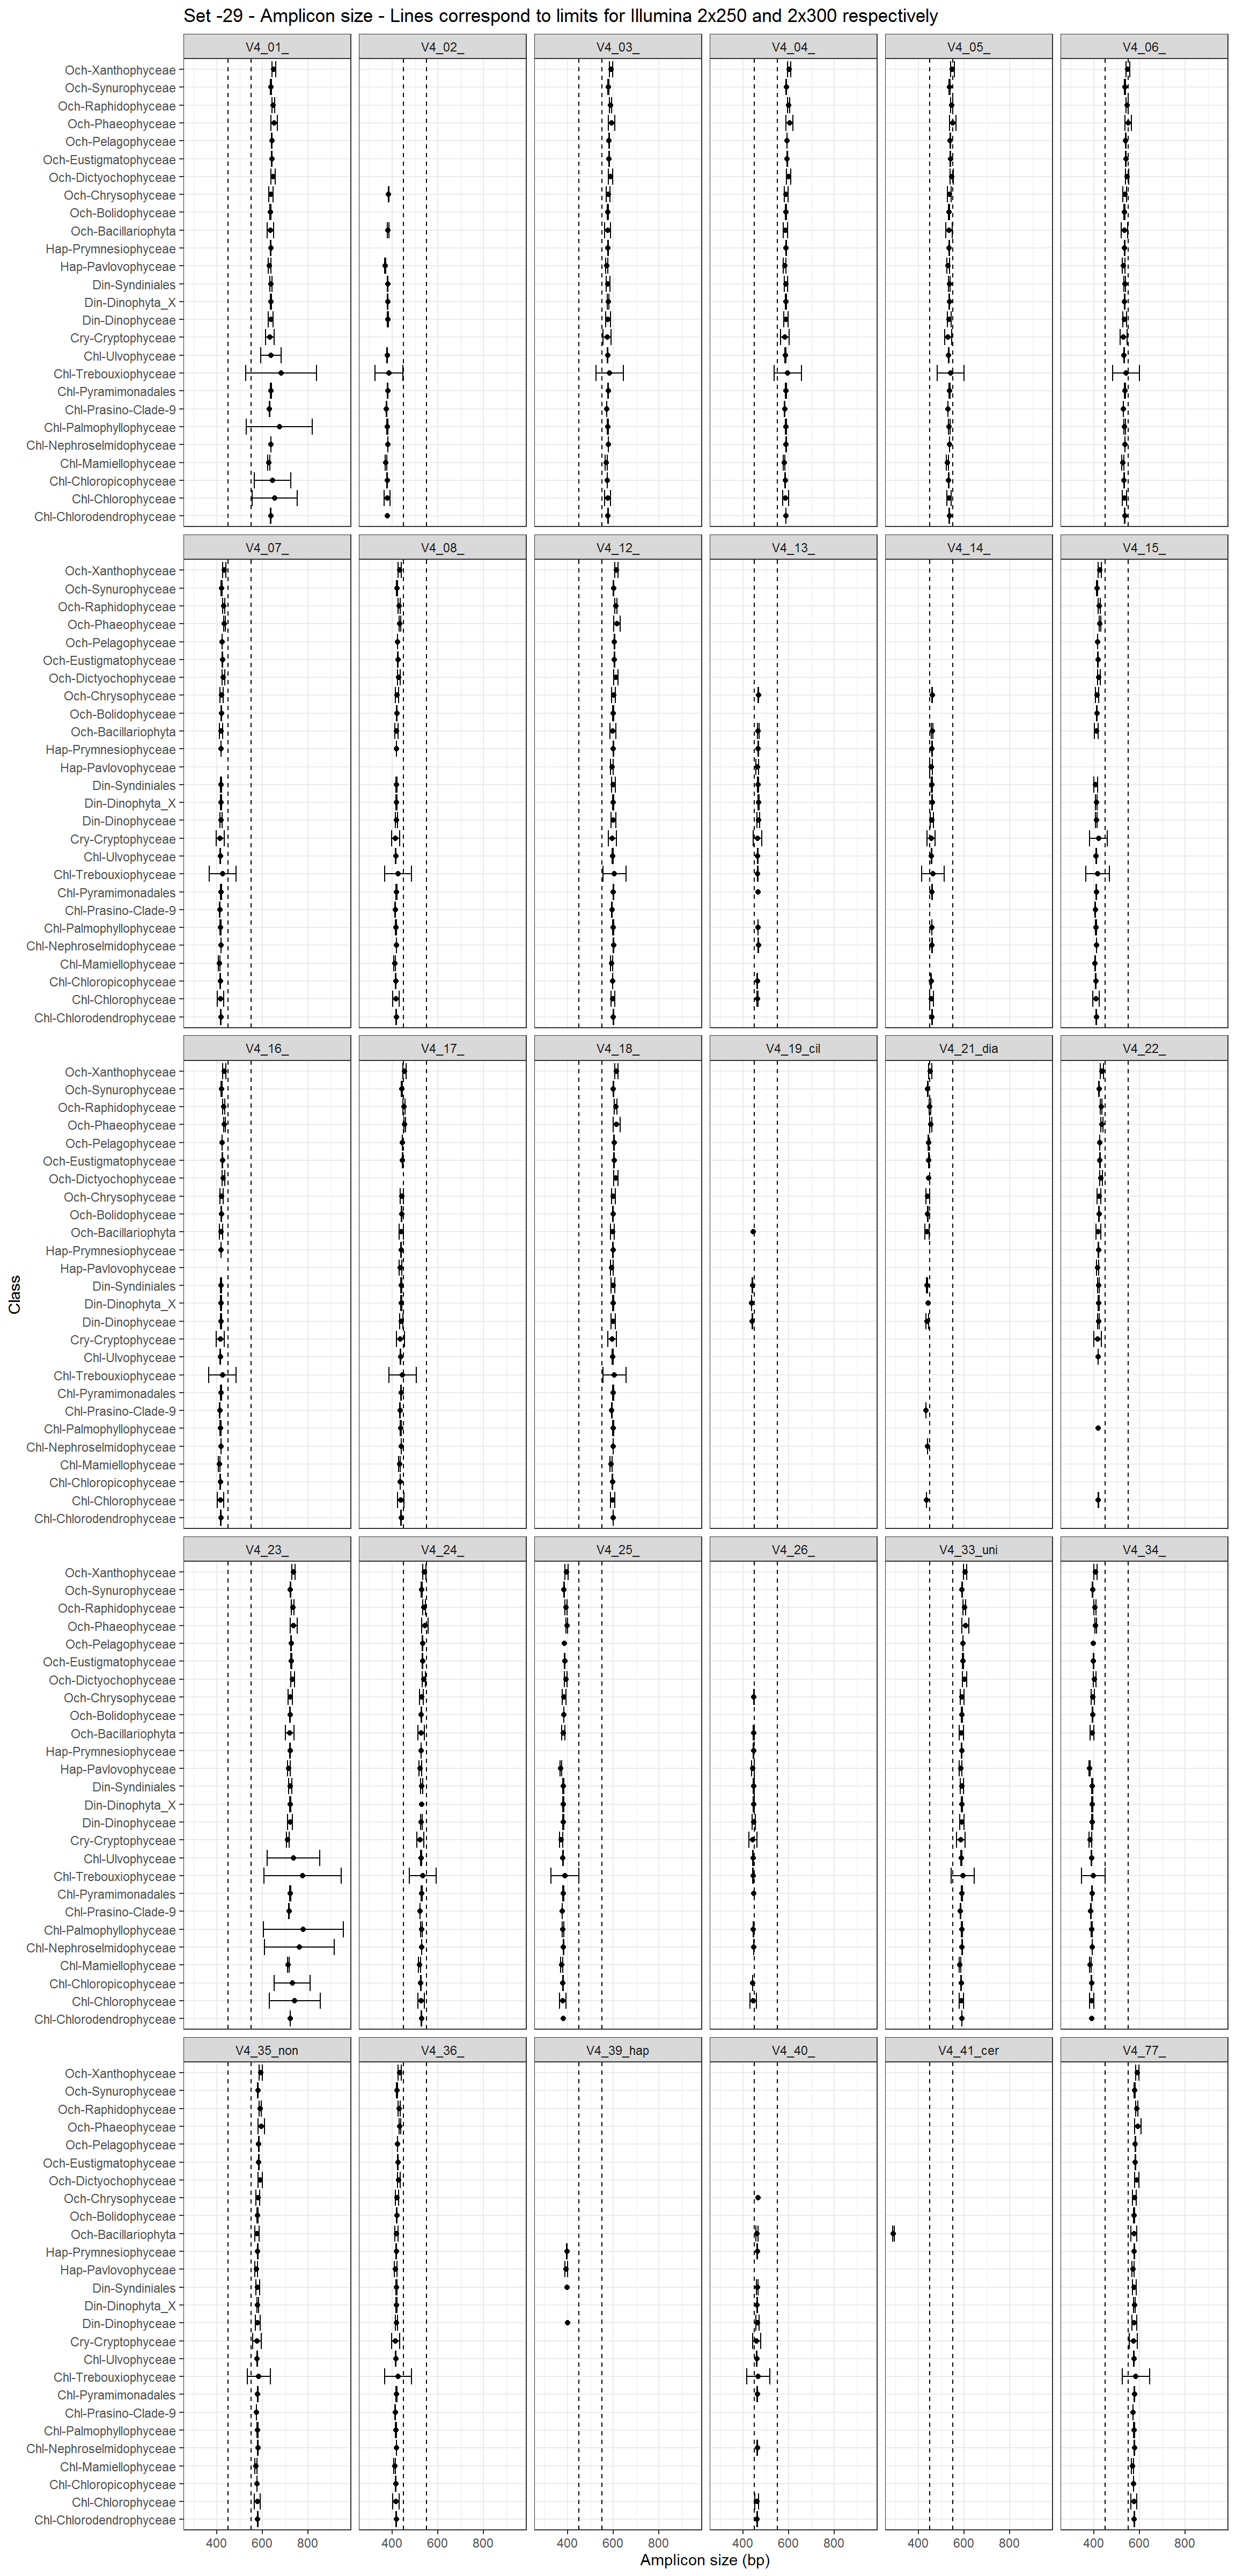 Set -29 - Amplicon size - Lines correspond to limits for Illumina 2x250 and 2x300 respectively
V4_01_ V4_02_ V4_03_ V4_04_ V4_05_ V4_06_
Och-Xanthophyceae
Och-Synurophyceae
Och-Raphidophyceae
Och-Phaeophyceae
Och-Pelagophyceae
Och-Eustigmatophyceae
Och-Dictyochophyceae
Och-Chrysophyceae
Och-Bolidophyceae
Och-Bacillariophyta
Hap-Prymnesiophyceae
Hap-Pavlovophyceae
Din-Syndiniales
Din-Dinophyta_X
Din-Dinophyceae
Cry-Cryptophyceae
Chl-Ulvophyceae
Chl-Trebouxiophyceae
Chl-Pyramimonadales
Chl-Prasino-Clade-9
Chl-Palmophyllophyceae
Chl-Nephroselmidophyceae
Chl-Mamiellophyceae
Chl-Chloropicophyceae
Chl-Chlorophyceae
Chl-Chlorodendrophyceae
V4_07_ V4_08_ V4_12_ V4_13_ V4_14_ V4_15_
Och-Xanthophyceae
Och-Synurophyceae
Och-Raphidophyceae
Och-Phaeophyceae
Och-Pelagophyceae
Och-Eustigmatophyceae
Och-Dictyochophyceae
Och-Chrysophyceae
Och-Bolidophyceae
Och-Bacillariophyta
Hap-Prymnesiophyceae
Hap-Pavlovophyceae
Din-Syndiniales
Din-Dinophyta_X
Din-Dinophyceae
Cry-Cryptophyceae
Chl-Ulvophyceae
Chl-Trebouxiophyceae
Chl-Pyramimonadales
Chl-Prasino-Clade-9
Chl-Palmophyllophyceae
Chl-Nephroselmidophyceae
Chl-Mamiellophyceae
Chl-Chloropicophyceae
Chl-Chlorophyceae
Chl-Chlorodendrophyceae
V4_16_ V4_17_ V4_18_ V4_19_cil V4_21_dia V4_22_
Och-Xanthophyceae
Och-Synurophyceae
Och-Raphidophyceae
Och-Phaeophyceae
Och-Pelagophyceae
Och-Eustigmatophyceae
Och-Dictyochophyceae
Och-Chrysophyceae
Och-Bolidophyceae
Och-Bacillariophyta
Hap-Prymnesiophyceae
Hap-Pavlovophyceae
Din-Syndiniales
Din-Dinophyta_X
Din-Dinophyceae
Cry-Cryptophyceae
Chl-Ulvophyceae
Chl-Trebouxiophyceae
Chl-Pyramimonadales
Chl-Prasino-Clade-9
Chl-Palmophyllophyceae
Chl-Nephroselmidophyceae
Chl-Mamiellophyceae
Chl-Chloropicophyceae
Chl-Chlorophyceae
Chl-Chlorodendrophyceae
Class
V4_23_ V4_24_ V4_25_ V4_26_ V4_33_uni V4_34_
Och-Xanthophyceae
Och-Synurophyceae
Och-Raphidophyceae
Och-Phaeophyceae
Och-Pelagophyceae
Och-Eustigmatophyceae
Och-Dictyochophyceae
Och-Chrysophyceae
Och-Bolidophyceae
Och-Bacillariophyta
Hap-Prymnesiophyceae
Hap-Pavlovophyceae
Din-Syndiniales
Din-Dinophyta_X
Din-Dinophyceae
Cry-Cryptophyceae
Chl-Ulvophyceae
Chl-Trebouxiophyceae
Chl-Pyramimonadales
Chl-Prasino-Clade-9
Chl-Palmophyllophyceae
Chl-Nephroselmidophyceae
Chl-Mamiellophyceae
Chl-Chloropicophyceae
Chl-Chlorophyceae
Chl-Chlorodendrophyceae
V4_35_non V4_36_ V4_39_hap V4_40_ V4_41_cer V4_77_
Och-Xanthophyceae
Och-Synurophyceae
Och-Raphidophyceae
Och-Phaeophyceae
Och-Pelagophyceae
Och-Eustigmatophyceae
Och-Dictyochophyceae
Och-Chrysophyceae
Och-Bolidophyceae
Och-Bacillariophyta
Hap-Prymnesiophyceae
Hap-Pavlovophyceae
Din-Syndiniales
Din-Dinophyta_X
Din-Dinophyceae
Cry-Cryptophyceae
Chl-Ulvophyceae
Chl-Trebouxiophyceae
Chl-Pyramimonadales
Chl-Prasino-Clade-9
Chl-Palmophyllophyceae
Chl-Nephroselmidophyceae
Chl-Mamiellophyceae
Chl-Chloropicophyceae
Chl-Chlorophyceae
Chl-Chlorodendrophyceae
400 600 800 400 600 800 400 600 800 400 600 800 400 600 800 400 600 800
Amplicon size (bp)